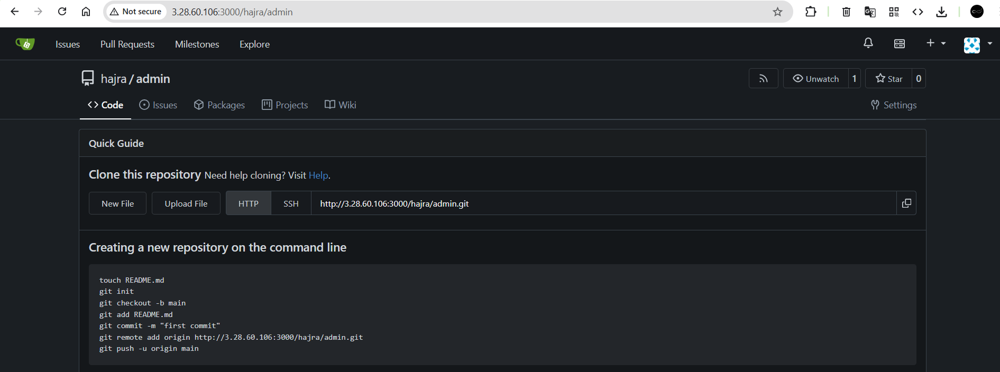 Not secure 3.28.60.106:3000/hajra/admin
Issues Pull Requests Milestones Explore
hajra / admin Unwatch 1 Star 0
Code Issues Packages Projects Wiki Settings
Quick Guide
Clone this repository Need help cloning? Visit Help.
New File Upload File HTTP SSH http://3.28.60.106:3000/hajra/admin.git
Creating a new repository on the command line
touch README.md
git init
git checkout -b main
git add README.md
git commit -m "first commit"
git remote add origin http://3.28.60.106:3000/hajra/admin.git
git push -u origin main